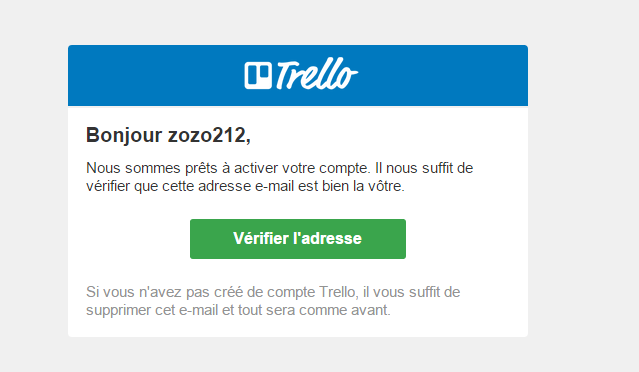 Trello
Bonjour zozo212,
Nous sommes prêts à activer votre compte. Il nous suffit de
vérifier que cette adresse e-mail est bien la vôtre.
Vérifier l'adresse
Si vous n'avez pas créé de compte Trello, il vous suffit de
supprimer cet e-mail et tout sera comme avant.